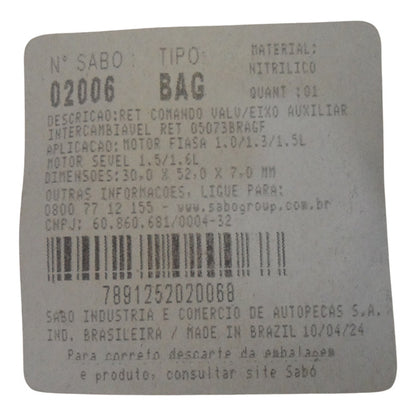 N° SABO: TIPO: MATERIAL:
02006 BAG NITRILICO
QUANT :01
DESCRICAO:RET COMANDO VALV/EIXO AUXILIAR
INTERCAMBIAVEL RET 05073BRAGF
APLICACAO: MOTOR FIASA 1.0/1.3/1.5L
MOTOR SEVEL 1.5/1.6L
DIMENSOES: 30,0 X 52,0 X 7,0 MM
OUTRAS INFORMACOES, LIGUE PARA:
0800 77 12 155 - www.sabogroup.com.br
CNPJ: 60.860.681/0004-32
7891252020068
SABO INDUSTRIA E COMERCIO DE AUTOPECAS S.A.
IND. BRASILEIRA / MADE IN BRAZIL 10/04/24
Para correto descarte da embalagem
e produto, consultar site Sabó